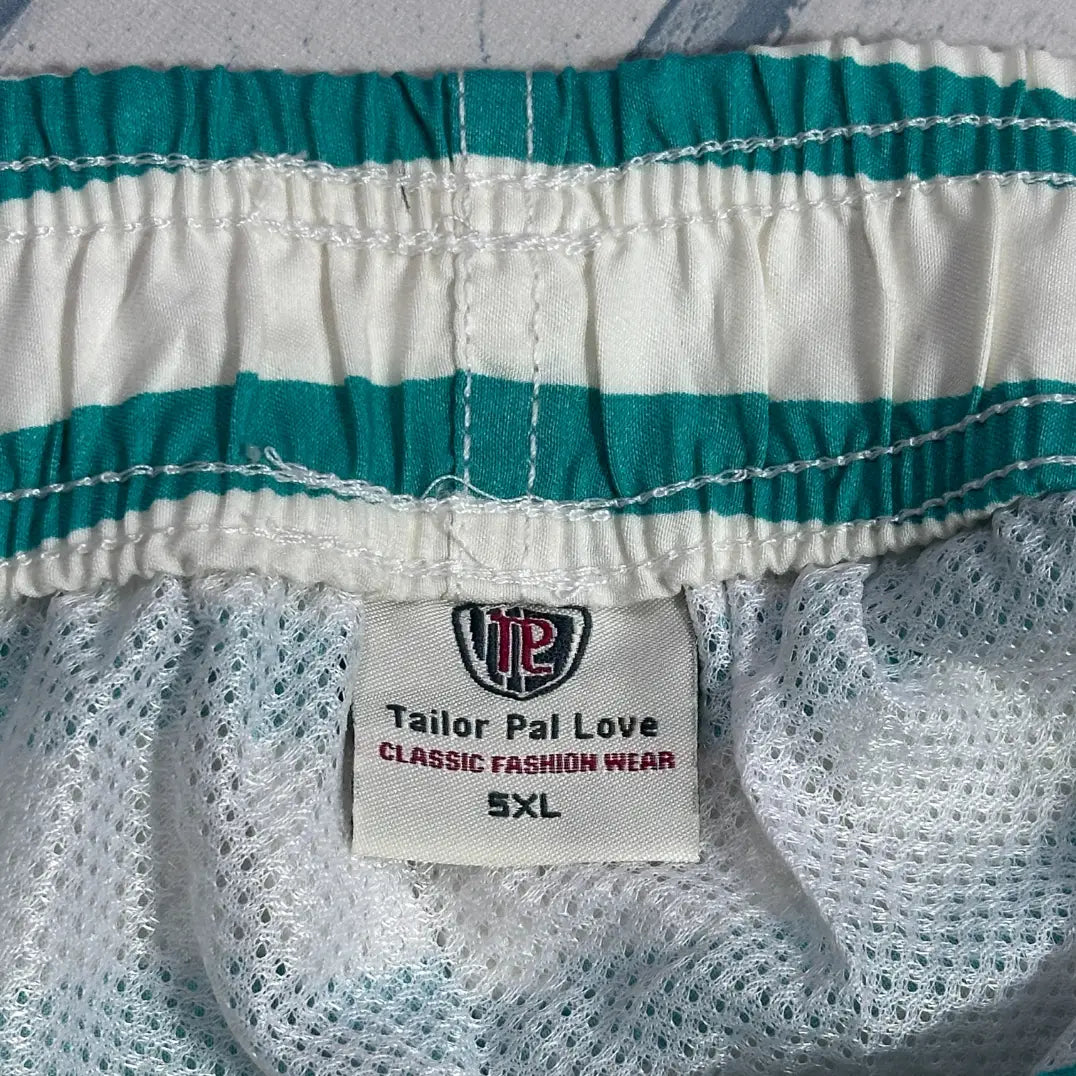 TPL
Tailor Pal Love
CLASSIC FASHION WEAR
5XL